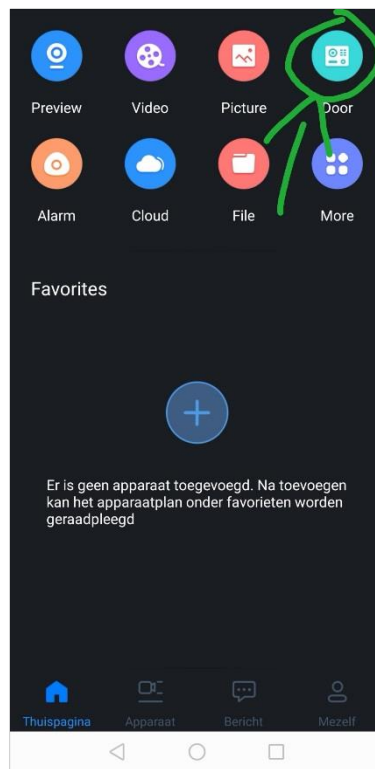 Preview Video Picture Door
Alarm Cloud File More
Favorites
Er is geen apparaat toegevoegd. Na toevoegen
kan het apparaatplan onder favorieten worden
geraadpleegd
Thuispagina Apparaat Bericht Mezelf